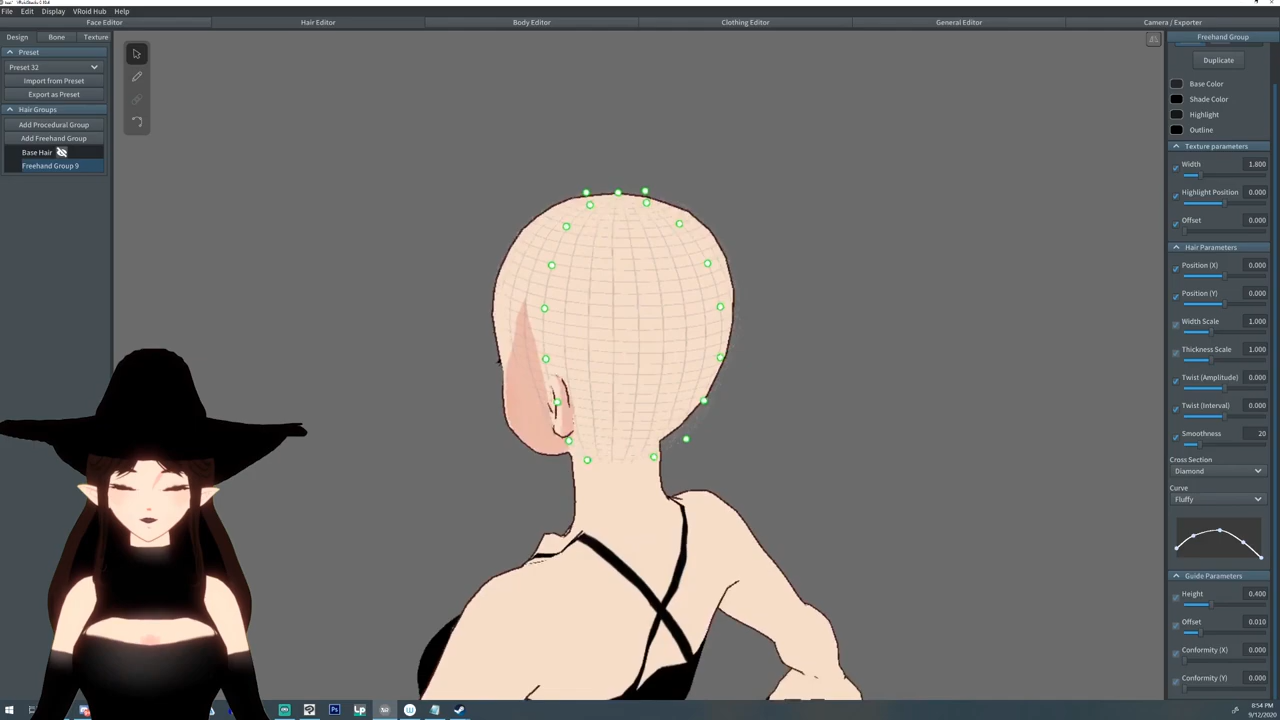 File Edit Display VRoid Hub Help
Face Editor Hair Editor Body Editor Clothing Editor General Editor Camera / Exporter
Design Bone Texture
Preset
Preset 32
Import from Preset
Export as Preset
Hair Groups
Add Procedural Group
Add Freehand Group
Base Hair
Freehand Group 9
Freehand Group
Duplicate
Base Color
Shade Color
Highlight
Outline
Texture parameters
Width 1.800
Highlight Position 0.000
Offset 0.000
Hair Parameters
Position (X) 0.000
Position (Y) 0.000
Width Scale 1.000
Thickness Scale 1.000
Twist (Amplitude) 0.000
Twist (Interval) 0.000
Smoothness 20
Cross Section
Diamond
Curve
Fluffy
Guide Parameters
Height 0.400
Offset 0.010
Conformity (X) 0.000
Conformity (Y) 0.000
Ps
8:54 PM
9/12/2020